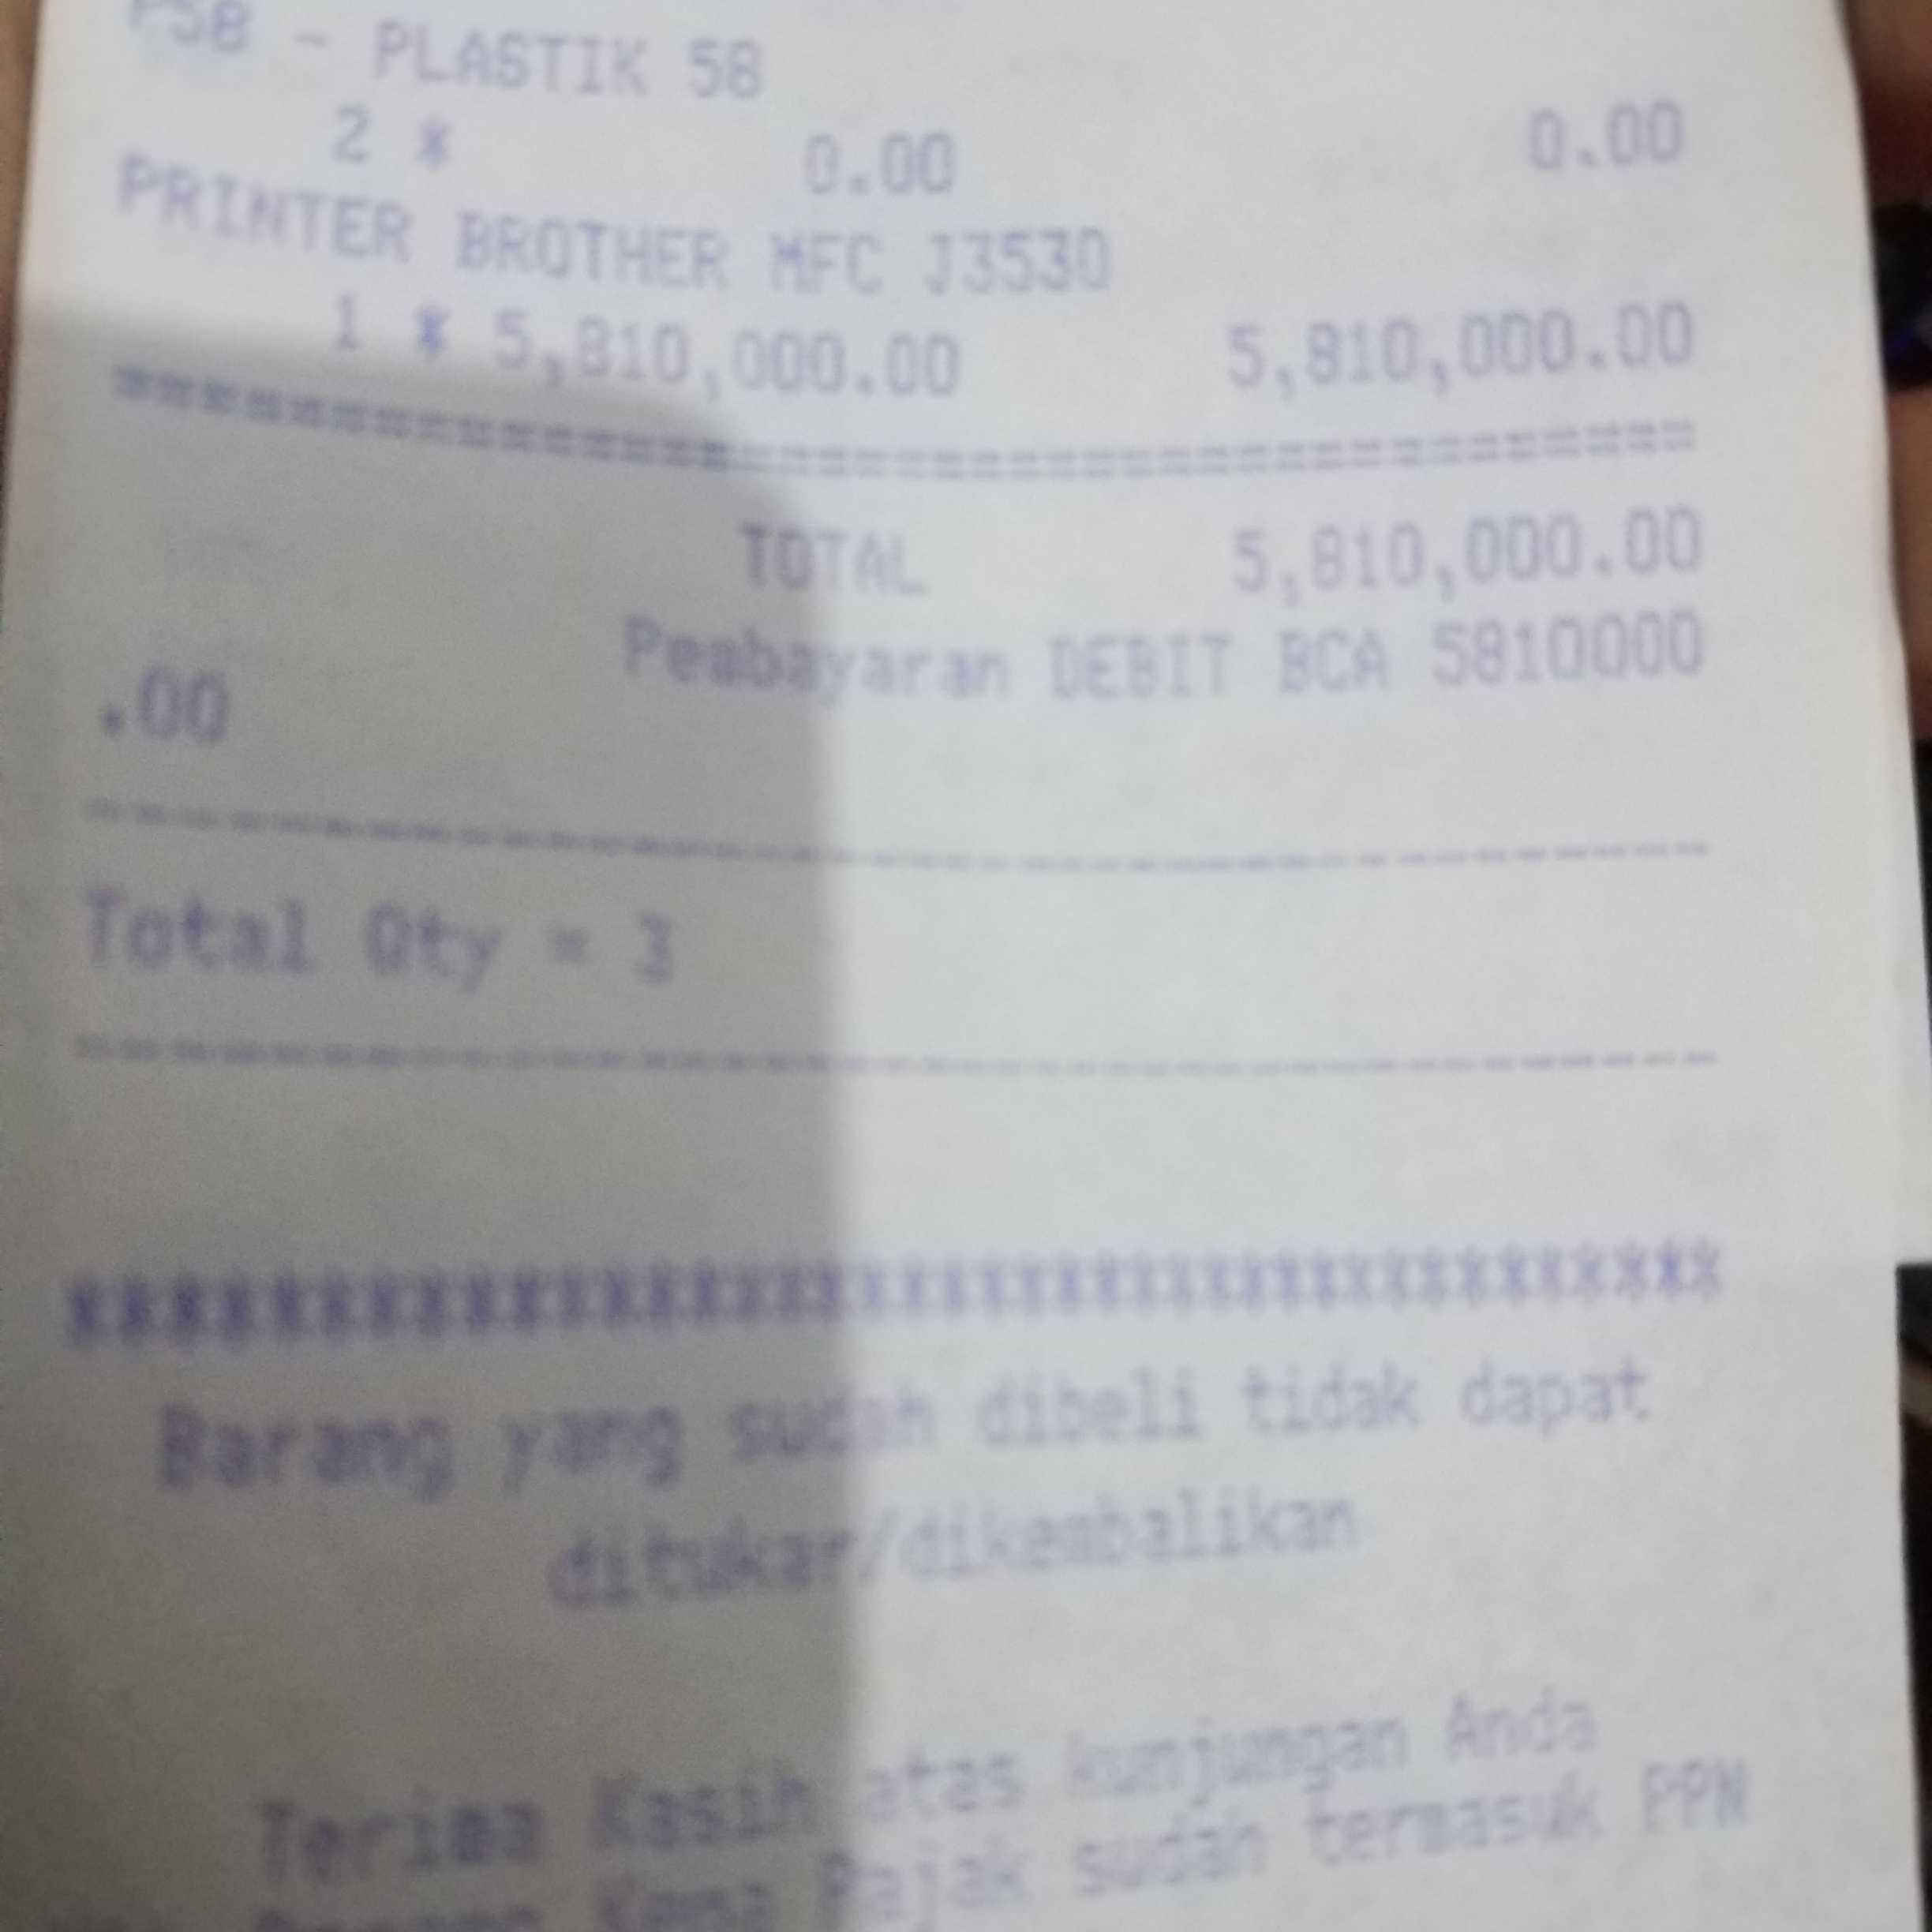 PSB - PLASTIK 58
2 * 0.00 0.00
PRINTER BROTHER MFC J3530
1 * 5,810,000.00 5,810,000.00
=====================================
TOTAL 5,810,000.00
Pembayaran DEBIT BCA 5810000
.00
----------------------------------------
Total Qty = 3
----------------------------------------
************************************
Barang yang sudah dibeli tidak dapat
ditukar/dikembalikan
Terima Kasih atas kunjungan Anda
Kena Pajak sudah termasuk PPN